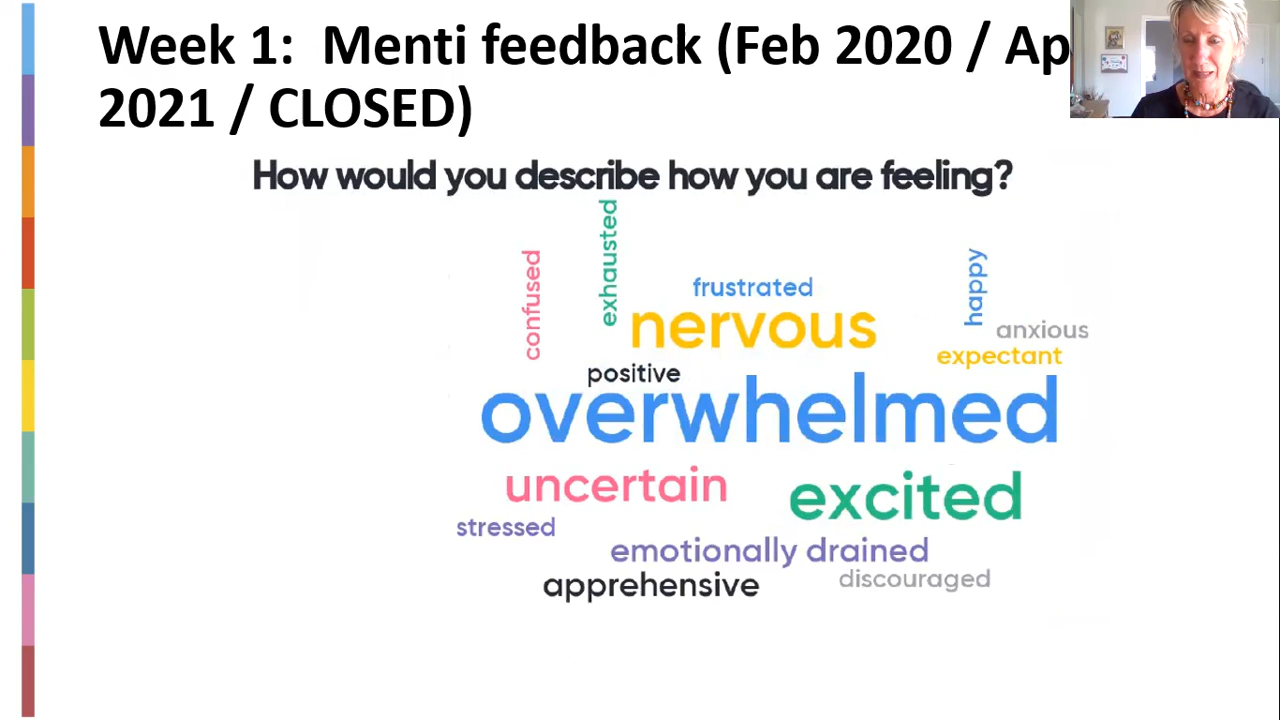 Week 1:  Menti feedback (Feb 2020 / Ap
2021 / CLOSED)
How would you describe how you are feeling?
exhausted
confused
happy
frustrated
nervous
anxious
expectant
positive
overwhelmed
uncertain
excited
stressed
emotionally drained
apprehensive
discouraged